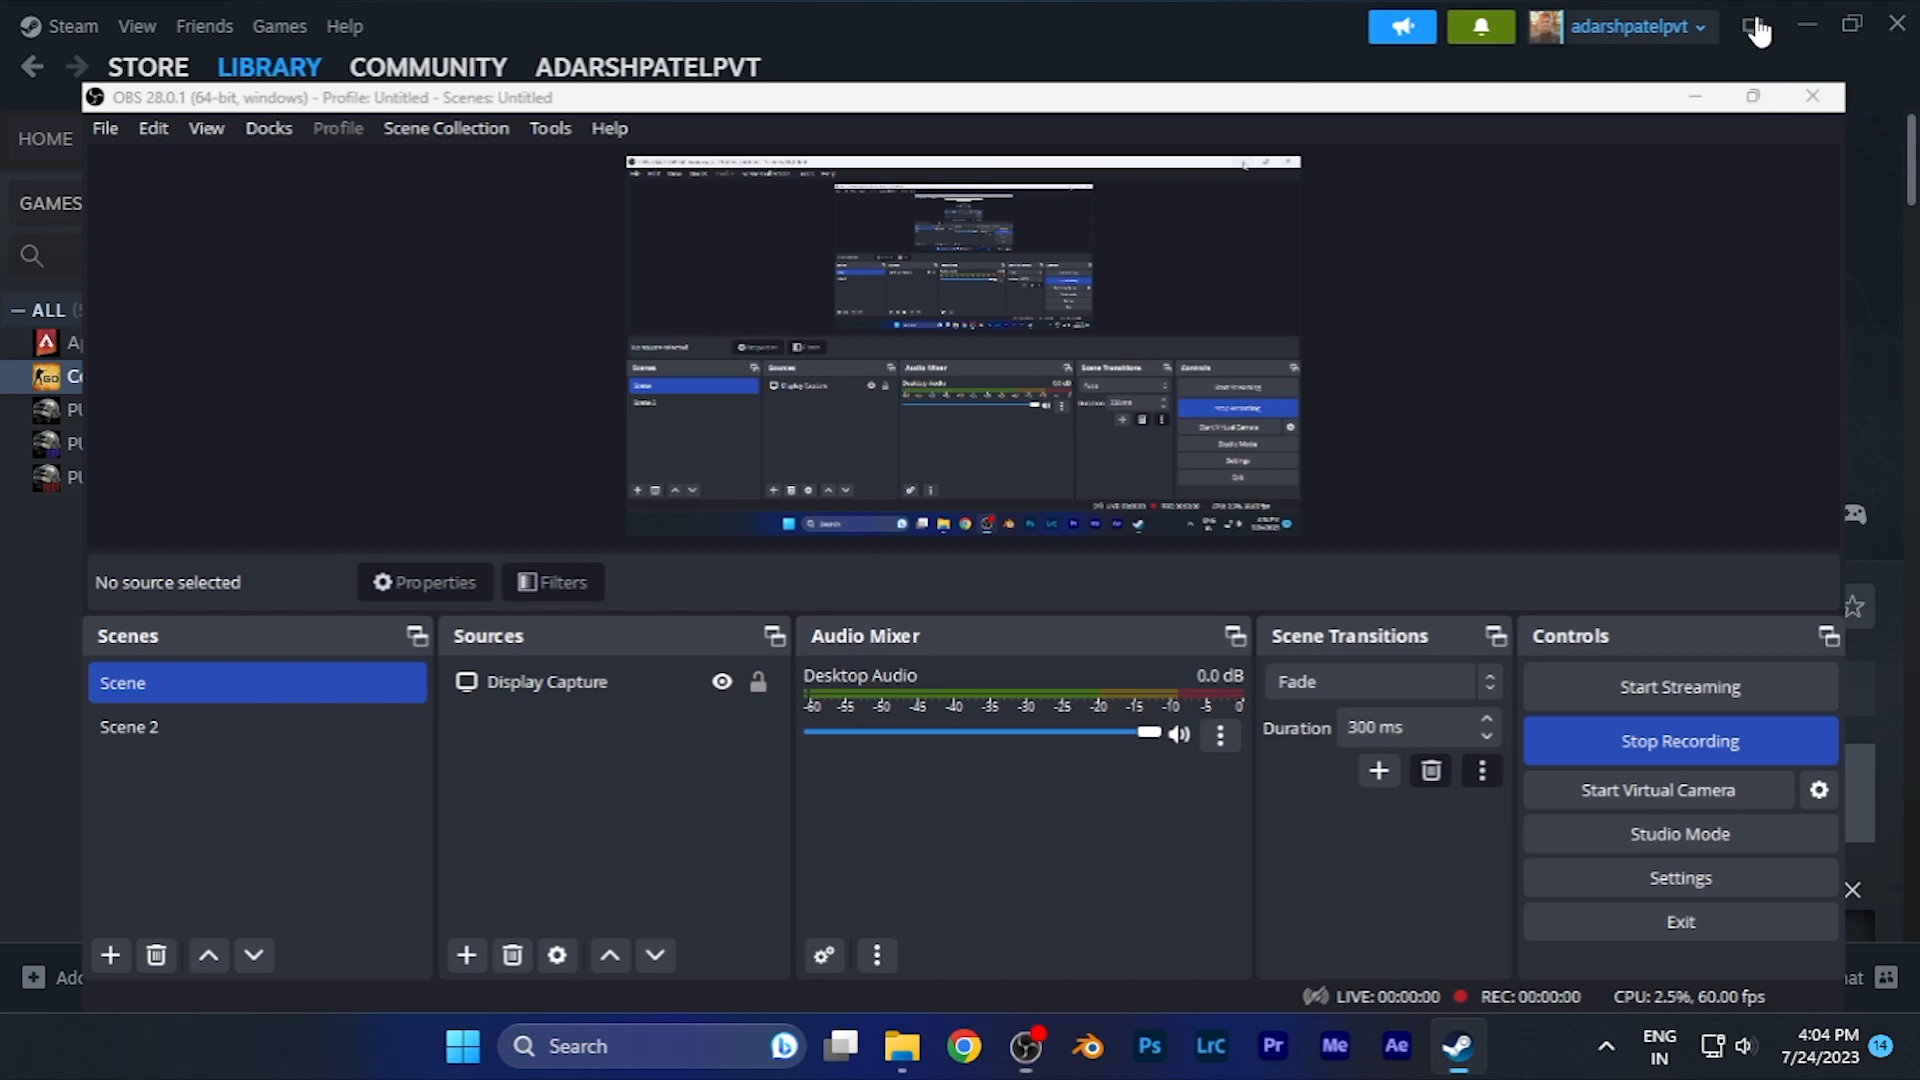 Steam View Friends Games Help adarshpatelpvt
STORE LIBRARY COMMUNITY ADARSHPATELPVT
OBS 28.0.1 (64-bit, windows) - Profile: Untitled - Scenes: Untitled
File Edit View Docks Profile Scene Collection Tools Help
HOME
GAMES
ALL
No source selected Properties Filters
Scenes Sources Audio Mixer Scene Transitions Controls
Scene
Scene 2
Display Capture
Desktop Audio 0.0 dB
-60 -55 -50 -45 -40 -35 -30 -25 -20 -15 -10 -5 0
Fade
Duration 300 ms
Start Streaming
Stop Recording
Start Virtual Camera
Studio Mode
Settings
Exit
LIVE: 00:00:00 REC: 00:00:00 CPU: 2.5%, 60.00 fps
Search
Ps LrC Pr Me Ae
ENG
IN
4:04 PM
7/24/2023
14